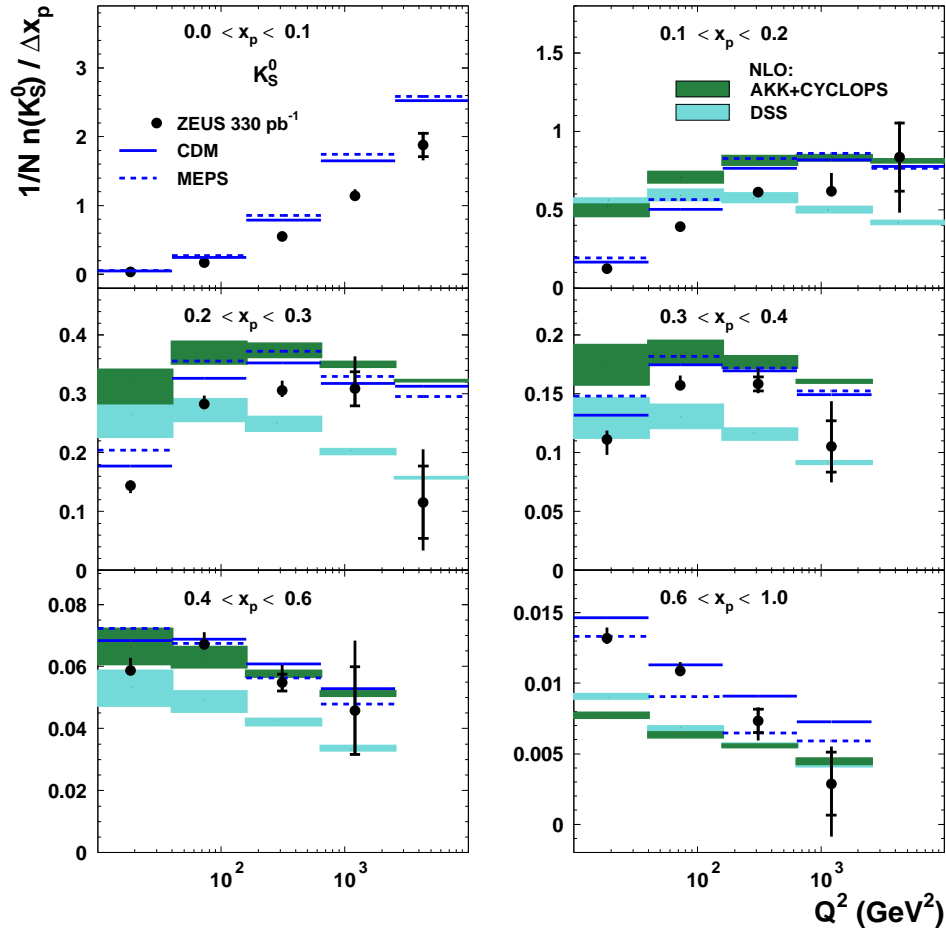 1/N n(K_S^0) / Δx_p
0.0 < x_p < 0.1
K_S^0
ZEUS 330 pb^-1
CDM
MEPS
4
3
2
1
0
0.1 < x_p < 0.2
NLO:
AKK+CYCLOPS
DSS
1.5
1
0.5
0
0.2 < x_p < 0.3
0.4
0.3
0.2
0.1
0
0.3 < x_p < 0.4
0.2
0.15
0.1
0.05
0
0.4 < x_p < 0.6
0.08
0.06
0.04
0.02
0
10^2
10^3
0.6 < x_p < 1.0
0.015
0.01
0.005
0
10^2
10^3
Q^2 (GeV^2)